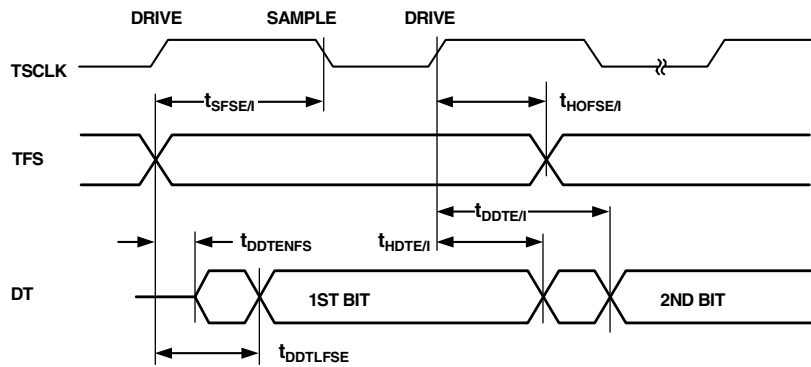 DRIVE SAMPLE DRIVE
TSCLK
tSFSE/I tHOFSE/I
TFS
tDDTE/I
tDDTENFS tHDTE/I
DT 1ST BIT 2ND BIT
tDDTLFSE